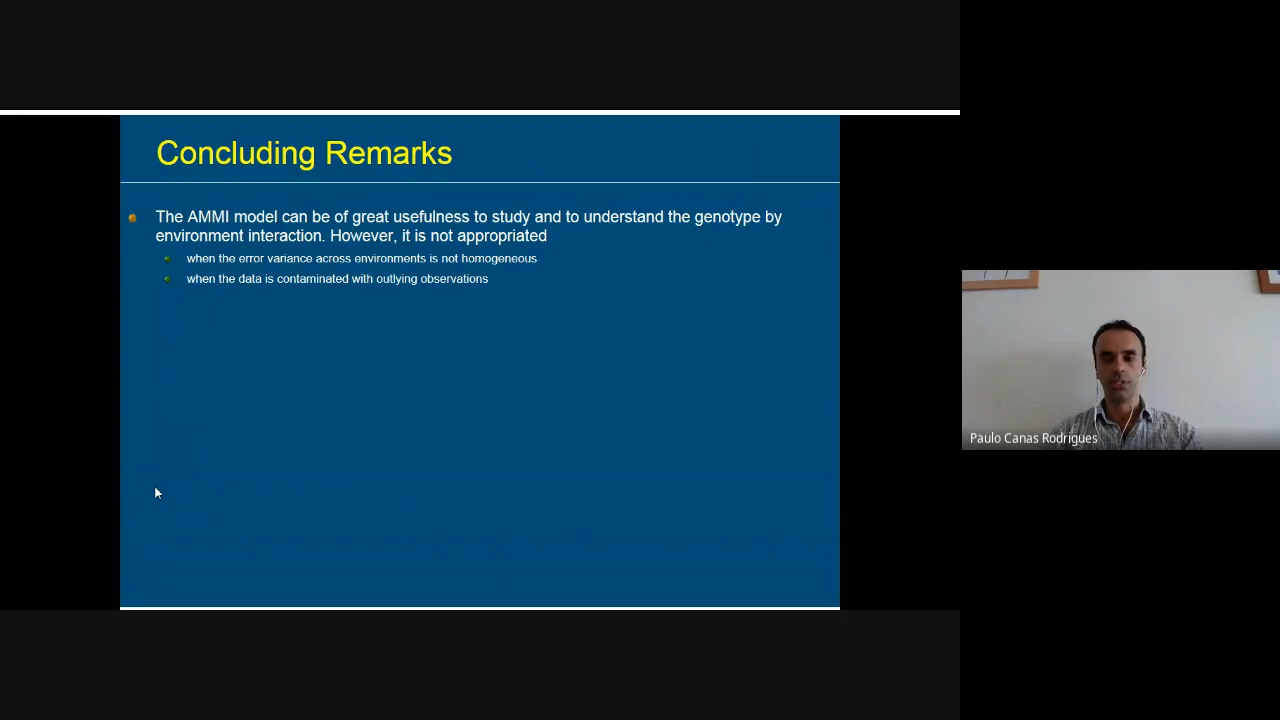 Concluding Remarks
The AMMI model can be of great usefulness to study and to understand the genotype by
environment interaction. However, it is not appropriated
when the error variance across environments is not homogeneous
when the data is contaminated with outlying observations
Paulo Canas Rodrigues